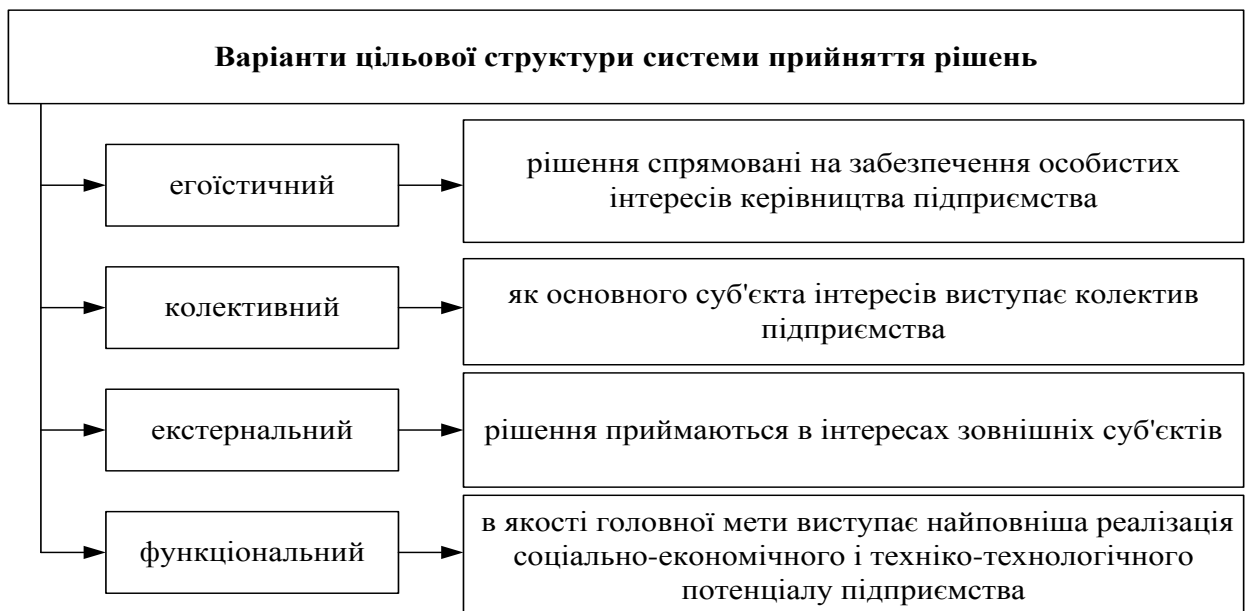 Варіанти цільової структури системи прийняття рішень
егоїстичний
рішення спрямовані на забезпечення особистих
інтересів керівництва підприємства
колективний
як основного суб'єкта інтересів виступає колектив
підприємства
екстернальний
рішення приймаються в інтересах зовнішніх суб'єктів
функціональний
в якості головної мети виступає найповніша реалізація
соціально-економічного і техніко-технологічного
потенціалу підприємства